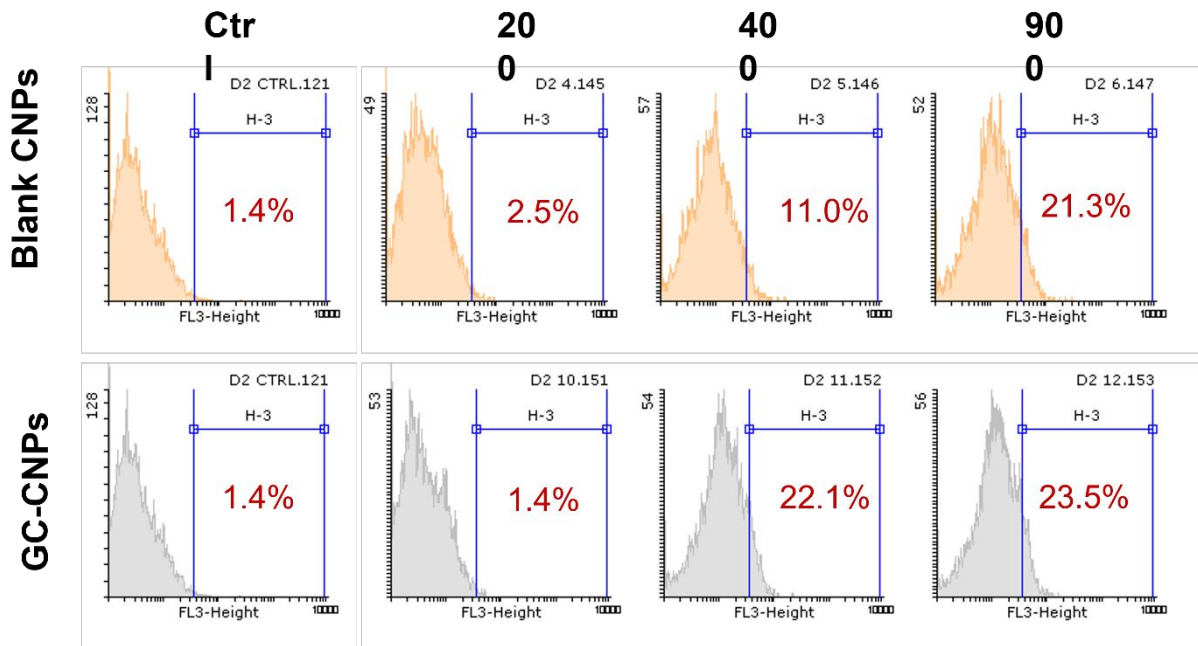 Ctr
l
20
0
40
0
90
0
Blank CNPs
D2 CTRL.121
128
H-3
1.4%
FL3-Height
10000
D2 4.145
49
H-3
2.5%
FL3-Height
10000
D2 5.146
57
H-3
11.0%
FL3-Height
10000
D2 6.147
52
H-3
21.3%
FL3-Height
10000
GC-CNPs
D2 CTRL.121
128
H-3
1.4%
FL3-Height
10000
D2 10.151
53
H-3
1.4%
FL3-Height
10000
D2 11.152
54
H-3
22.1%
FL3-Height
10000
D2 12.153
56
H-3
23.5%
FL3-Height
10000